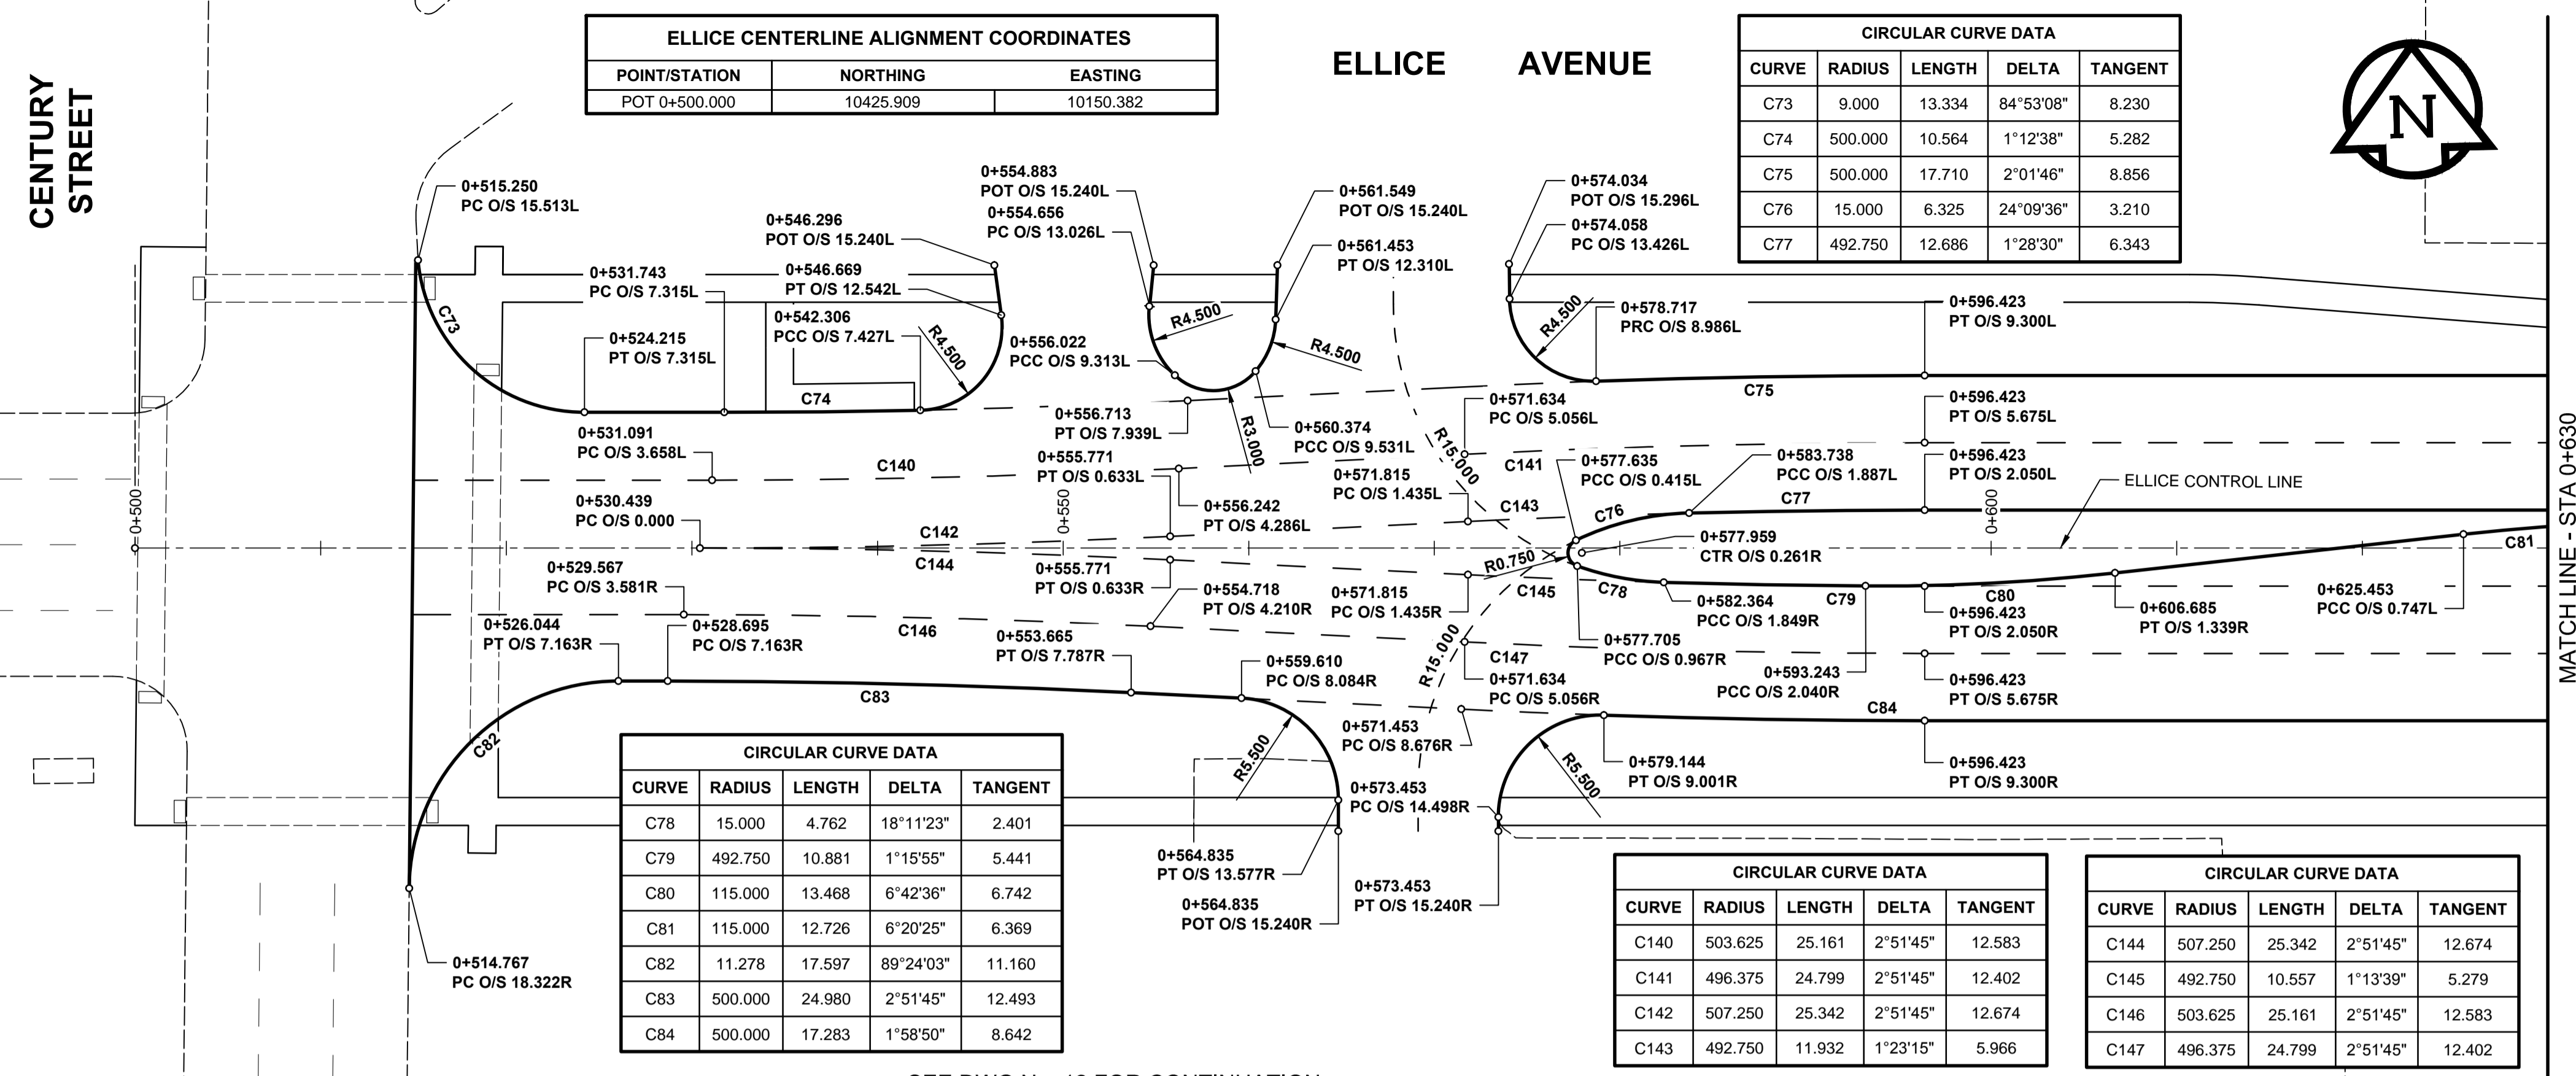 CENTURY
STREET
ELLICE CENTERLINE ALIGNMENT COORDINATES
POINT/STATION NORTHING EASTING
POT 0+500.000 10425.909 10150.382
ELLICE AVENUE
CIRCULAR CURVE DATA
CURVE RADIUS LENGTH DELTA TANGENT
C73 9.000 13.334 84°53'08" 8.230
C74 500.000 10.564 1°12'38" 5.282
C75 500.000 17.710 2°01'46" 8.856
C76 15.000 6.325 24°09'36" 3.210
C77 492.750 12.686 1°28'30" 6.343
N
0+515.250
PC O/S 15.513L
0+546.296
POT O/S 15.240L
0+554.883
POT O/S 15.240L
0+554.656
PC O/S 13.026L
0+561.549
POT O/S 15.240L
0+561.453
PT O/S 12.310L
0+574.034
POT O/S 15.296L
0+574.058
PC O/S 13.426L
0+531.743
PC O/S 7.315L
0+546.669
PT O/S 12.542L
0+524.215
PT O/S 7.315L
0+542.306
PCC O/S 7.427L
R4.500
0+556.022
PCC O/S 9.313L
R4.500
R4.500
R4.500
0+578.717
PRC O/S 8.986L
0+596.423
PT O/S 9.300L
C73
C74
C75
0+556.713
PT O/S 7.939L
R3.000
0+560.374
PCC O/S 9.531L
R15.000
0+571.634
PC O/S 5.056L
0+596.423
PT O/S 5.675L
0+531.091
PC O/S 3.658L
C140
0+555.771
PT O/S 0.633L
0+571.815
PC O/S 1.435L
C141
0+577.635
PCC O/S 0.415L
0+583.738
PCC O/S 1.887L
0+596.423
PT O/S 2.050L
ELLICE CONTROL LINE
0+500
0+530.439
PC O/S 0.000
0+550
0+556.242
PT O/S 4.286L
C142
C143
C76
C77
0+600
C144
0+577.959
CTR O/S 0.261R
C81
MATCH LINE - STA 0+630
0+529.567
PC O/S 3.581R
0+555.771
PT O/S 0.633R
0+554.718
PT O/S 4.210R
0+571.815
PC O/S 1.435R
R0.750
C145
C78
0+582.364
PCC O/S 1.849R
C79
C80
0+596.423
PT O/S 2.050R
0+606.685
PT O/S 1.339R
0+625.453
PCC O/S 0.747L
0+526.044
PT O/S 7.163R
0+528.695
PC O/S 7.163R
C146
0+553.665
PT O/S 7.787R
0+559.610
PC O/S 8.084R
R15.000
C147
0+571.634
PC O/S 5.056R
0+577.705
PCC O/S 0.967R
0+593.243
PCC O/S 2.040R
0+596.423
PT O/S 5.675R
C83
C84
C82
0+571.453
PC O/S 8.676R
R5.500
R5.500
0+579.144
PT O/S 9.001R
0+596.423
PT O/S 9.300R
0+573.453
PC O/S 14.498R
0+564.835
PT O/S 13.577R
0+564.835
POT O/S 15.240R
0+573.453
PT O/S 15.240R
0+514.767
PC O/S 18.322R
CIRCULAR CURVE DATA
CURVE RADIUS LENGTH DELTA TANGENT
C78 15.000 4.762 18°11'23" 2.401
C79 492.750 10.881 1°15'55" 5.441
C80 115.000 13.468 6°42'36" 6.742
C81 115.000 12.726 6°20'25" 6.369
C82 11.278 17.597 89°24'03" 11.160
C83 500.000 24.980 2°51'45" 12.493
C84 500.000 17.283 1°58'50" 8.642
CIRCULAR CURVE DATA
CURVE RADIUS LENGTH DELTA TANGENT
C140 503.625 25.161 2°51'45" 12.583
C141 496.375 24.799 2°51'45" 12.402
C142 507.250 25.342 2°51'45" 12.674
C143 492.750 11.932 1°23'15" 5.966
CIRCULAR CURVE DATA
CURVE RADIUS LENGTH DELTA TANGENT
C144 507.250 25.342 2°51'45" 12.674
C145 492.750 10.557 1°13'39" 5.279
C146 503.625 25.161 2°51'45" 12.583
C147 496.375 24.799 2°51'45" 12.402